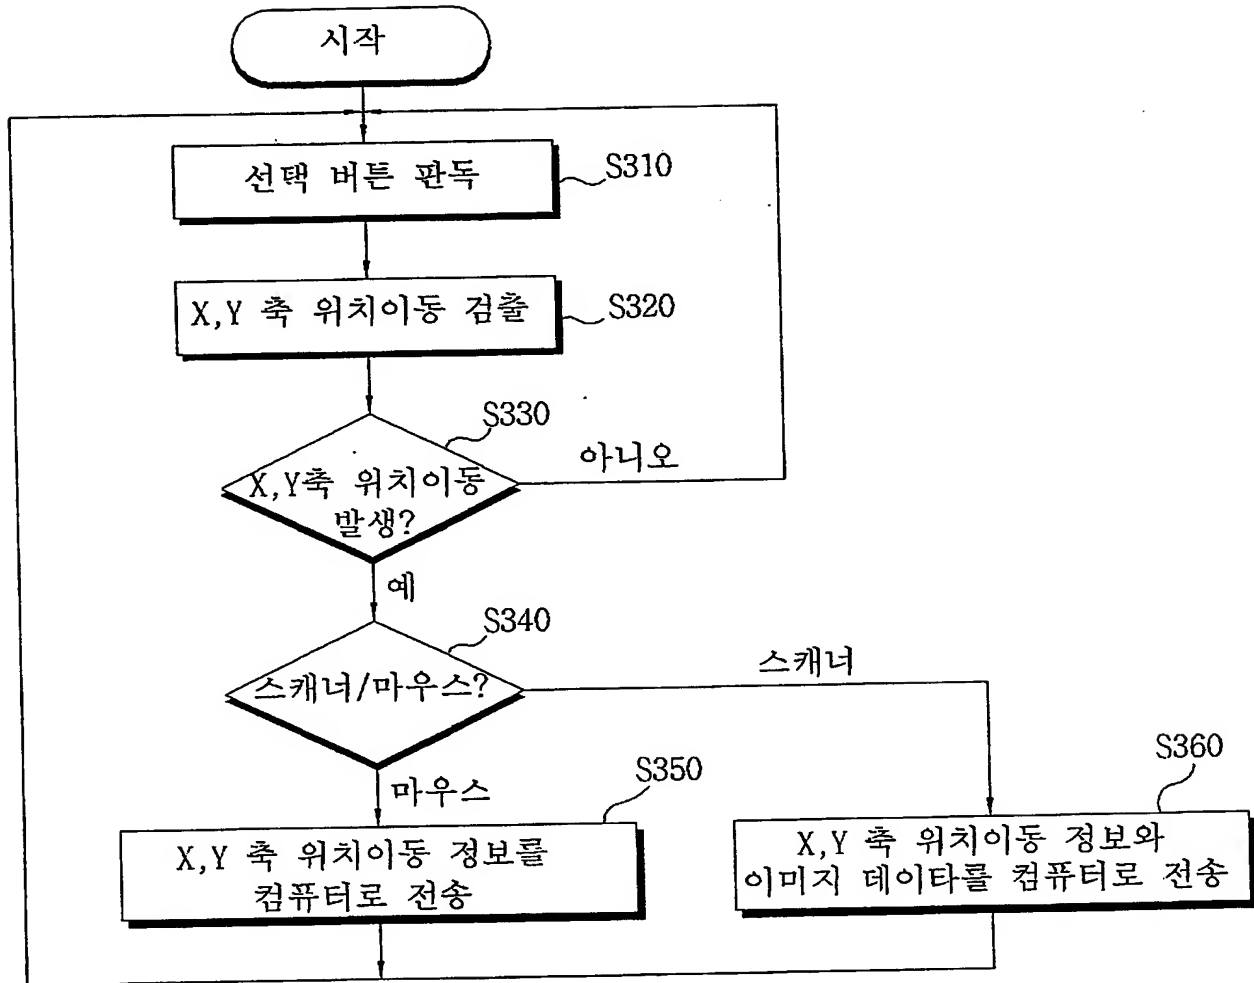 시작
선택 버튼 판독
S310
X,Y 축 위치이동 검출
S320
S330
X,Y축 위치이동
발생?
아니오
예
S340
스캐너/마우스?
스캐너
마우스
S350
X,Y 축 위치이동 정보를
컴퓨터로 전송
S360
X,Y 축 위치이동 정보와
이미지 데이타를 컴퓨터로 전송